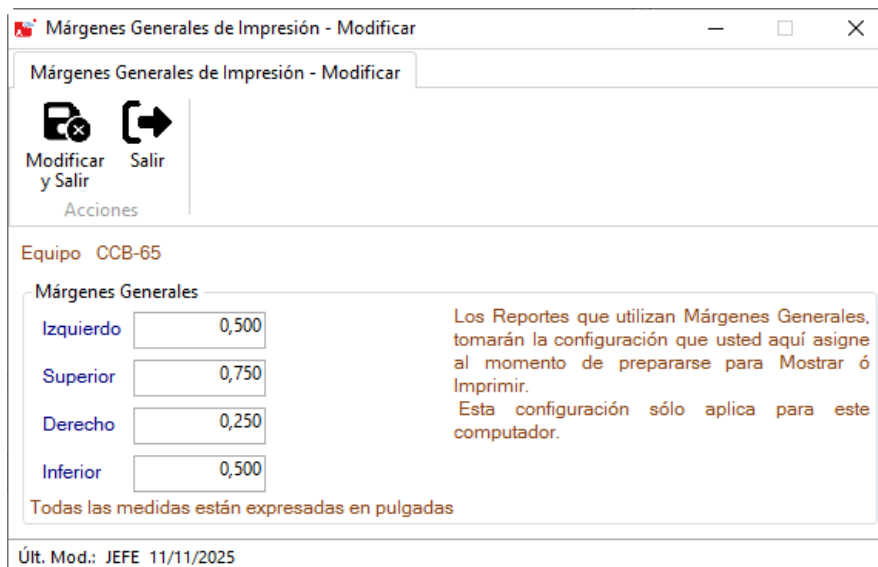 Márgenes Generales de Impresión - Modificar
Márgenes Generales de Impresión - Modificar
Modificar y Salir
Salir
Acciones
Equipo CCB-65
Márgenes Generales
Izquierdo 0,500
Superior 0,750
Derecho 0,250
Inferior 0,500
Los Reportes que utilizan Márgenes Generales,
tomarán la configuración que usted aquí asigne
al momento de prepararse para Mostrar ó
Imprimir.
Esta configuración sólo aplica para este
computador.
Todas las medidas están expresadas en pulgadas
Últ. Mod.: JEFE 11/11/2025